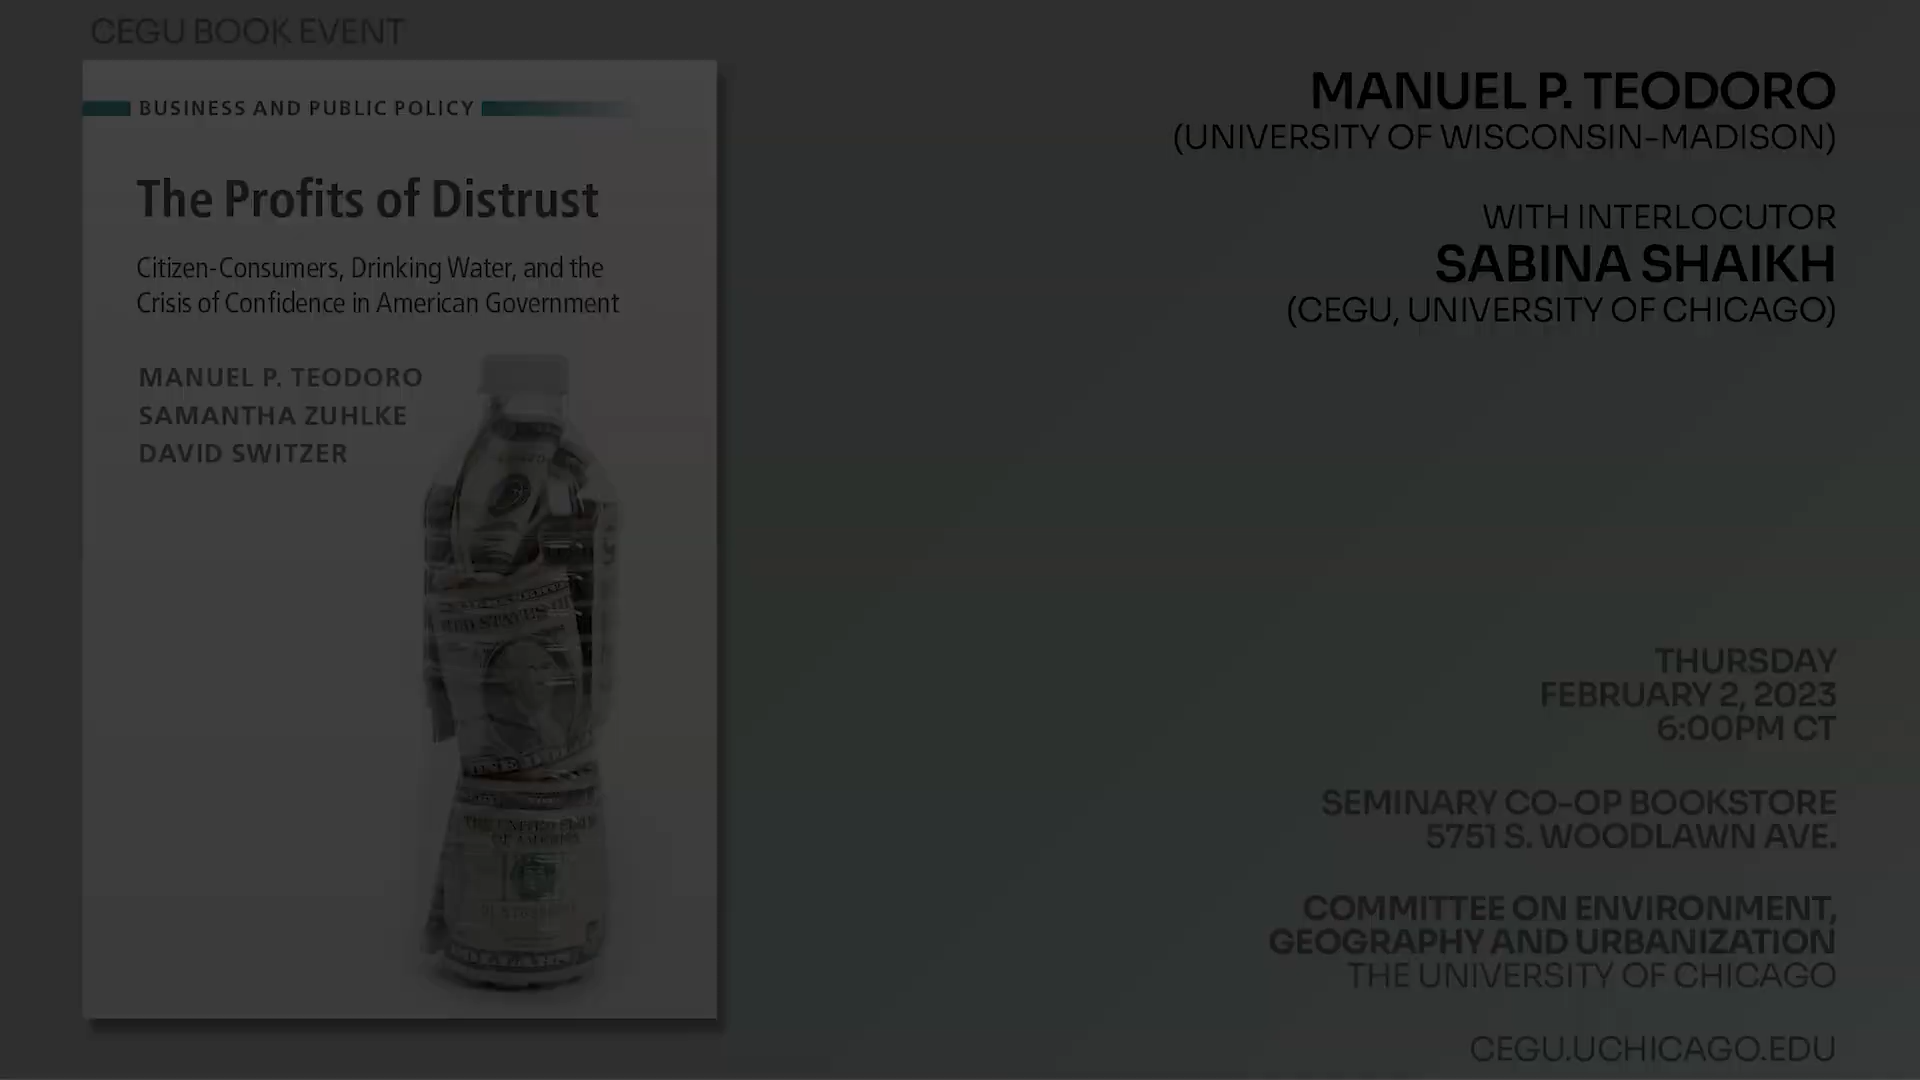 CEGU BOOK EVENT
BUSINESS AND PUBLIC POLICY
The Profits of Distrust
Citizen-Consumers, Drinking Water, and the
Crisis of Confidence in American Government
MANUEL P. TEODORO
SAMANTHA ZUHLKE
DAVID SWITZER
MANUEL P. TEODORO
(UNIVERSITY OF WISCONSIN-MADISON)
WITH INTERLOCUTOR
SABINA SHAIKH
(CEGU, UNIVERSITY OF CHICAGO)
THURSDAY
FEBRUARY 2, 2023
6:00PM CT
SEMINARY CO-OP BOOKSTORE
5751 S. WOODLAWN AVE.
COMMITTEE ON ENVIRONMENT,
GEOGRAPHY AND URBANIZATION
THE UNIVERSITY OF CHICAGO
CEGU.UCHICAGO.EDU